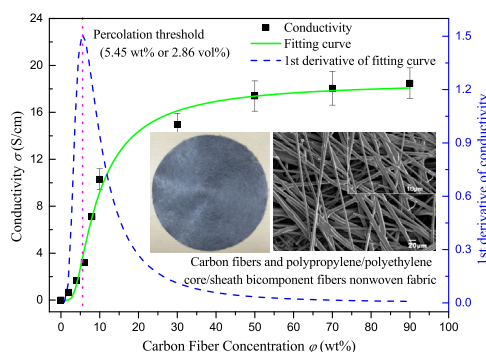 Percolation threshold
(5.45 wt% or 2.86 vol%)
Conductivity
Fitting curve
1st derivative of fitting curve
24
20
16
12
8
4
0
Conductivity σ (S/cm)
1.5
1.2
0.9
0.6
0.3
0.0
1st derivative of conductivity
10μm
20μm
Carbon fibers and polypropylene/polyethylene
core/sheath bicomponent fibers nonwoven fabric
0 10 20 30 40 50 60 70 80 90 100
Carbon Fiber Concentration φ (wt%)